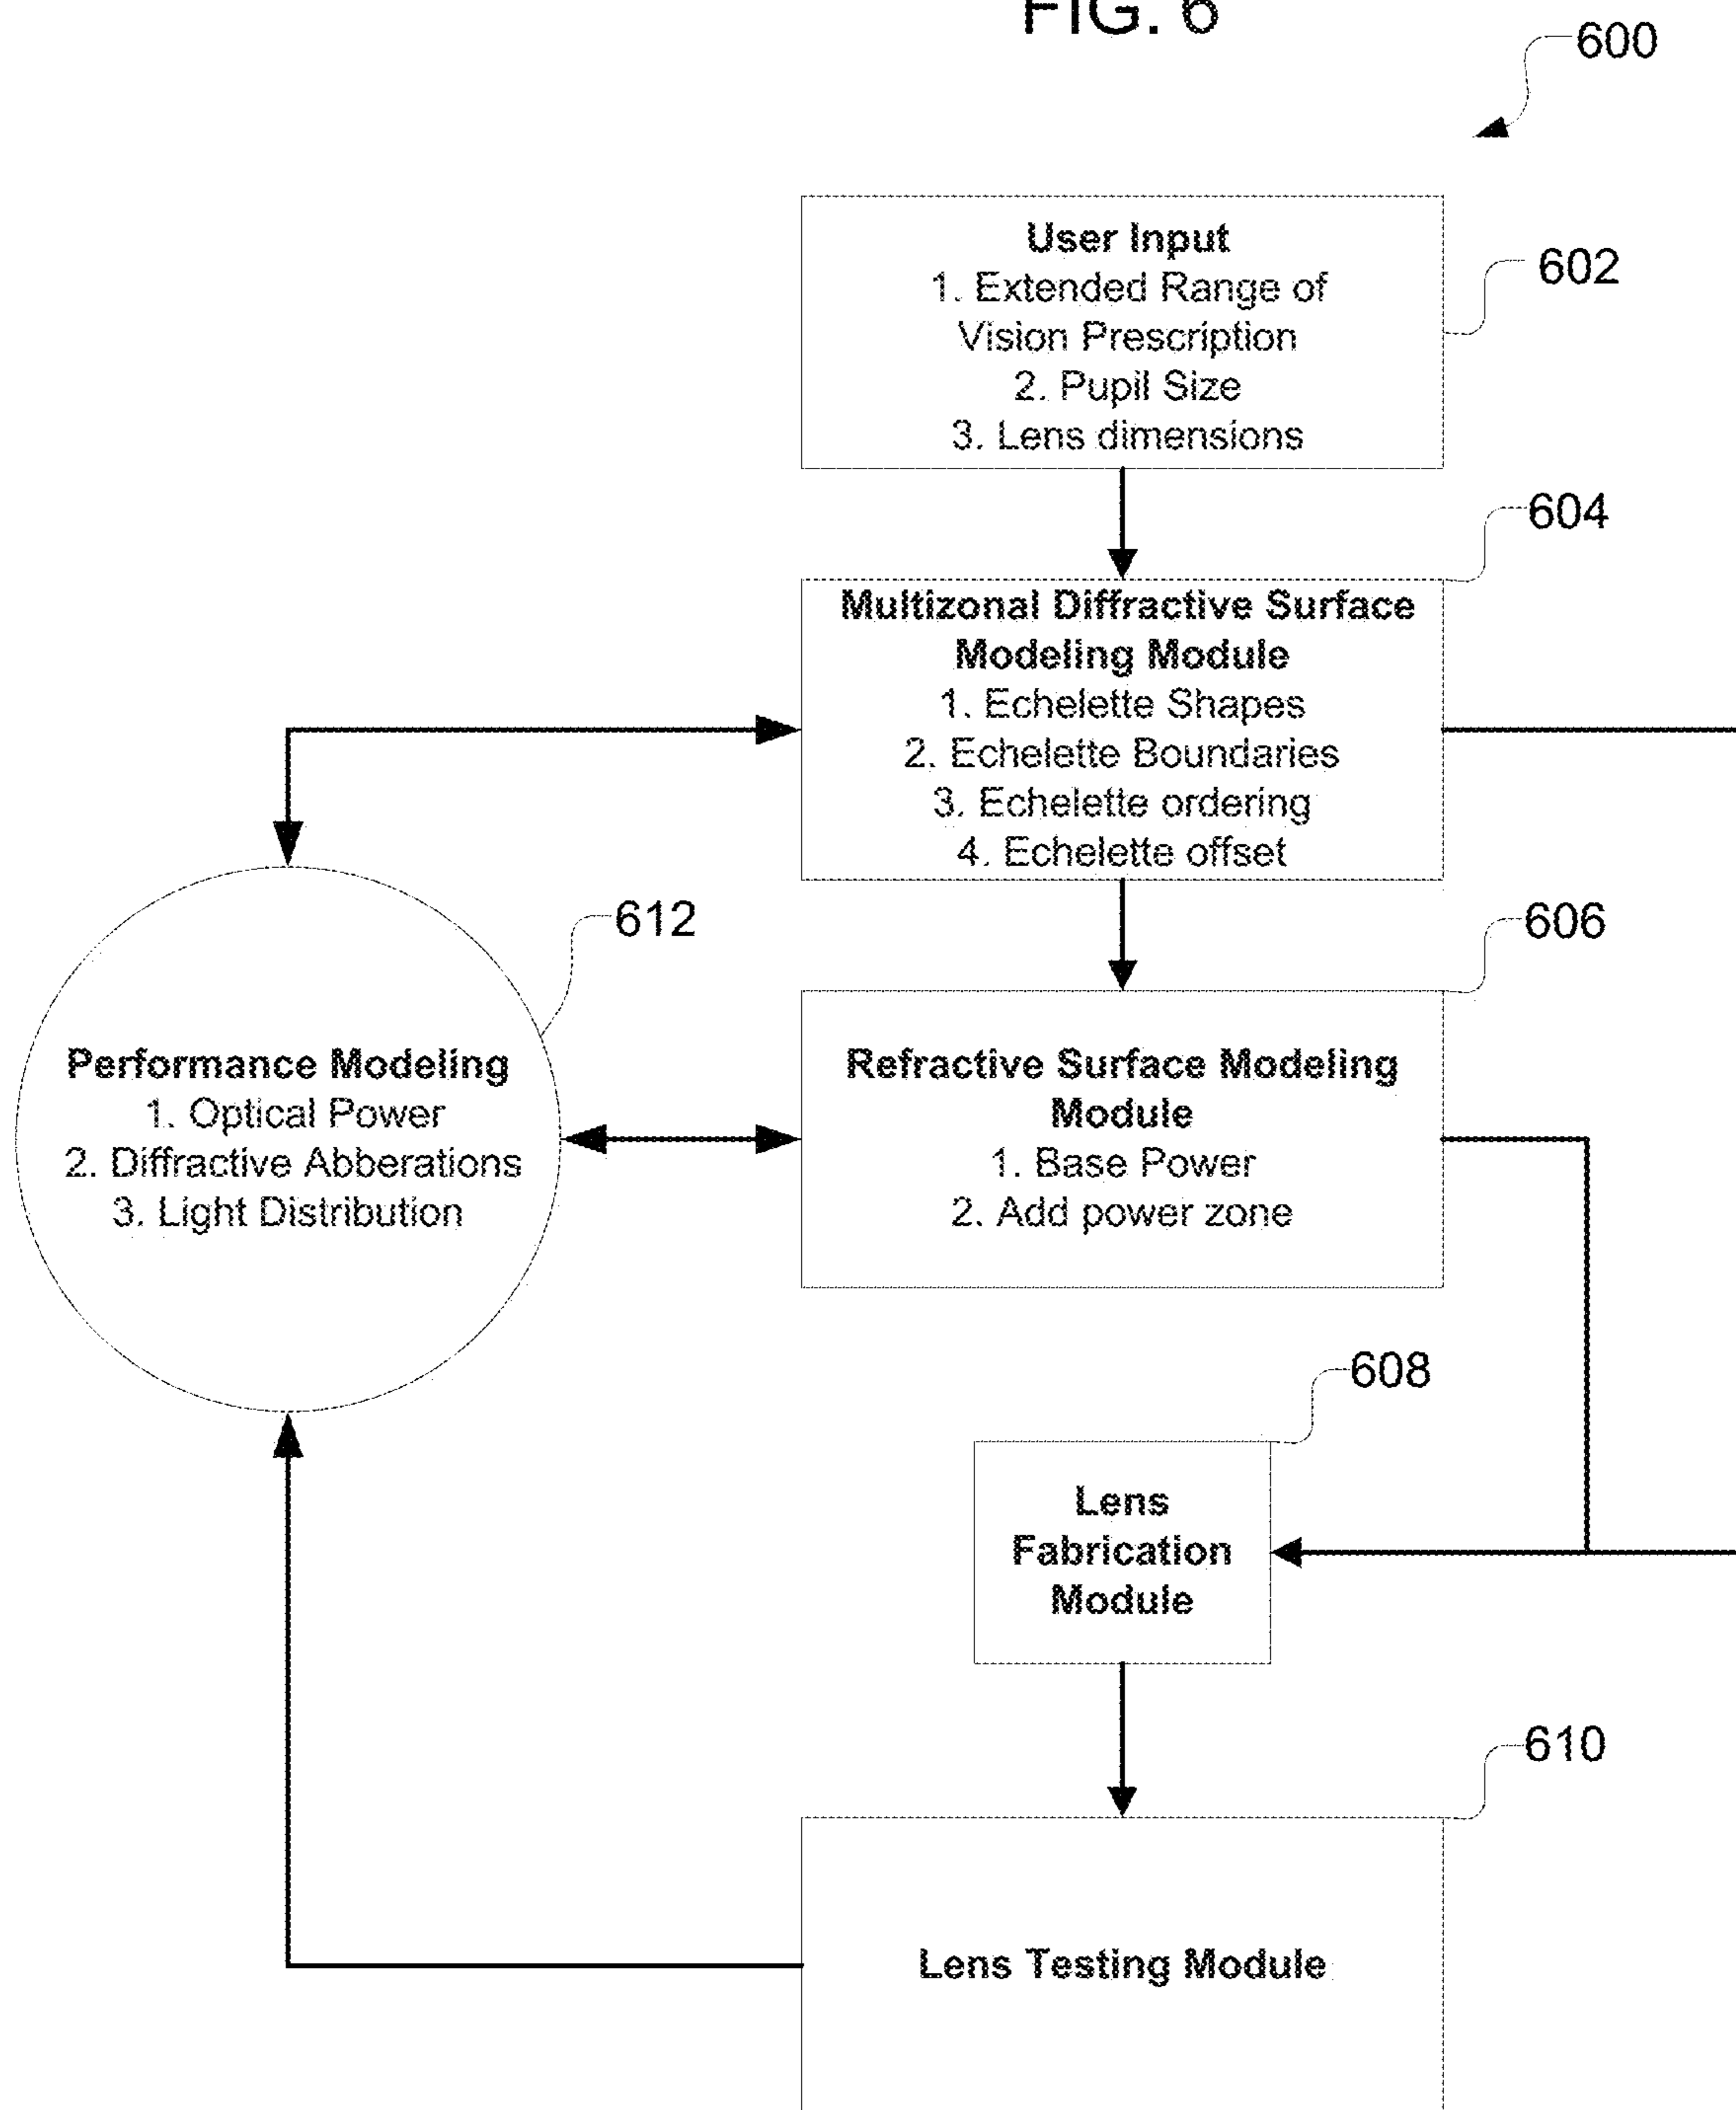 FIG. 6
600
User Input
1. Extended Range of
Vision Prescription
2. Pupil Size
3. Lens dimensions
602
604
Multizonal Diffractive Surface
Modeling Module
1. Echelette Shapes
2. Echelette Boundaries
3. Echelette ordering
4. Echelette offset
612
606
Performance Modeling
1. Optical Power
2. Diffractive Abberations
3. Light Distribution
Refractive Surface Modeling
Module
1. Base Power
2. Add power zone
608
Lens
Fabrication
Module
610
Lens Testing Module